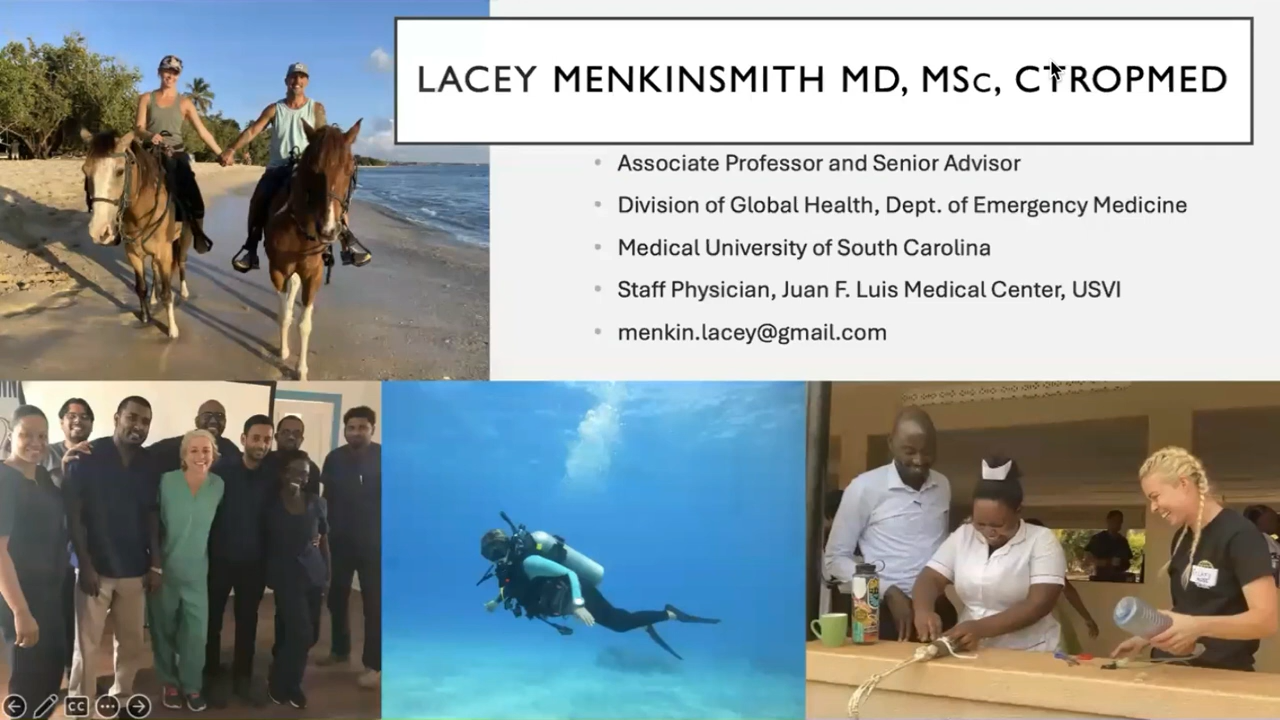 LACEY MENKINSMITH MD, MSc, CTROPMED
• Associate Professor and Senior Advisor
• Division of Global Health, Dept. of Emergency Medicine
• Medical University of South Carolina
• Staff Physician, Juan F. Luis Medical Center, USVI
• menkin.lacey@gmail.com
CC